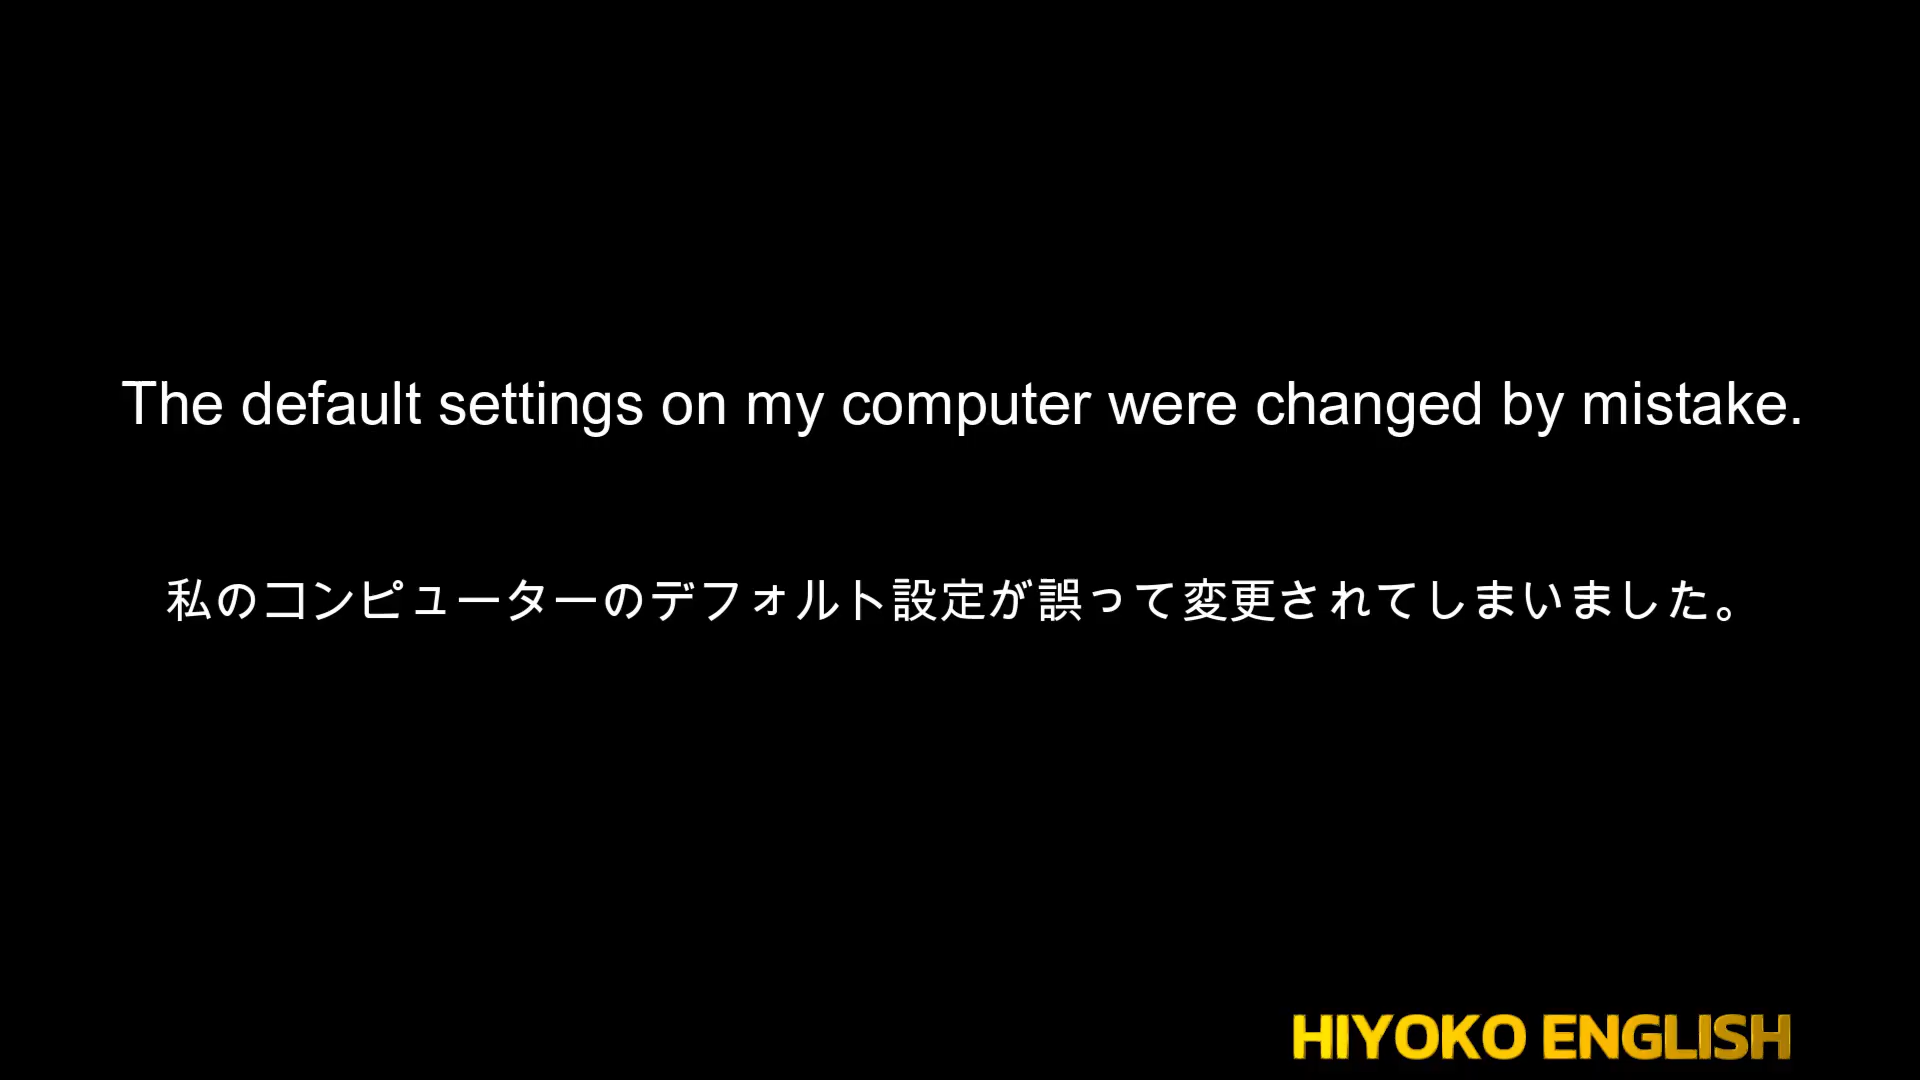 The default settings on my computer were changed by mistake.
私のコンピューターのデフォルト設定が誤って変更されてしまいました。
HIYOKO ENGLISH